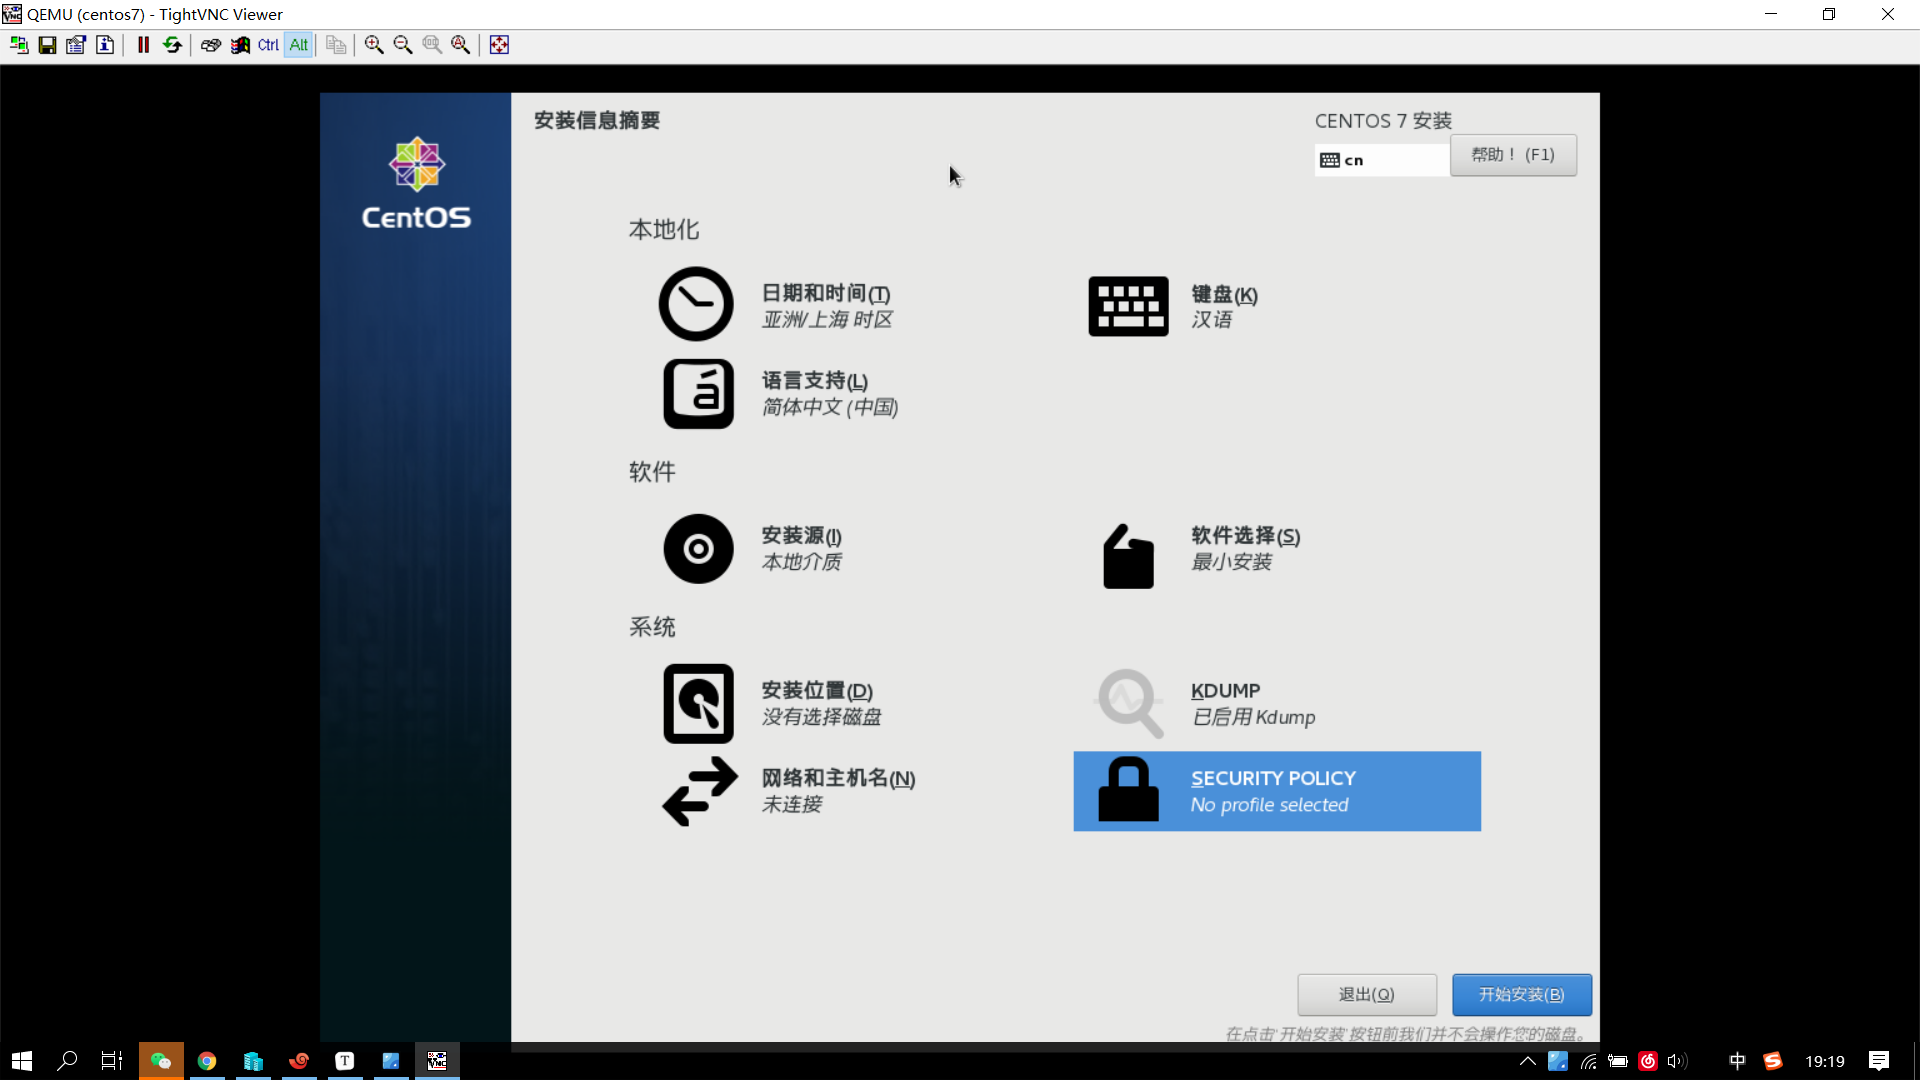 QEMU (centos7) - TightVNC Viewer
Ctrl
Alt
安装信息摘要
CENTOS 7 安装
cn
帮助！ (F1)
CentOS
本地化
日期和时间(T)
亚洲/上海 时区
键盘(K)
汉语
语言支持(L)
简体中文 (中国)
软件
安装源(I)
本地介质
软件选择(S)
最小安装
系统
安装位置(D)
没有选择磁盘
KDUMP
已启用 Kdump
网络和主机名(N)
未连接
SECURITY POLICY
No profile selected
退出(Q)
开始安装(B)
在点击'开始安装'按钮前我们并不会操作您的磁盘。
中
19:19